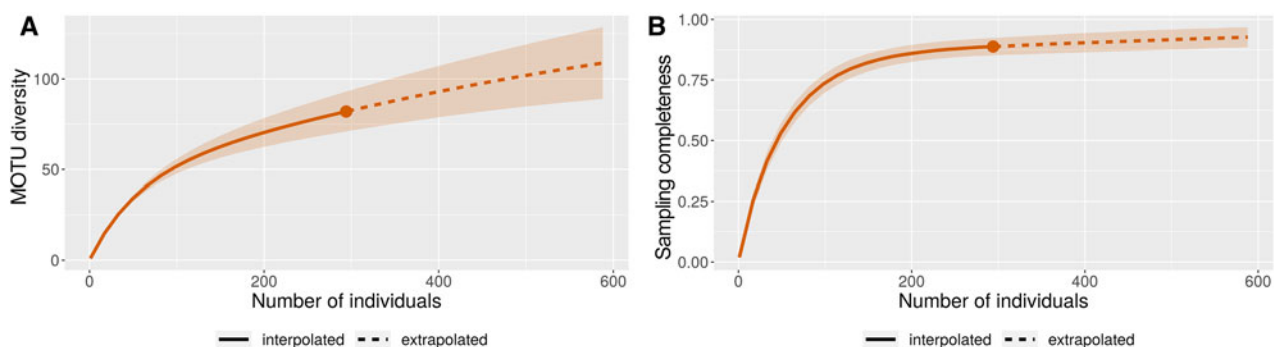 A
MOTU diversity
100
50
0
0 200 400 600
Number of individuals
interpolated extrapolated
B
Sampling completeness
1.00
0.75
0.50
0.25
0.00
0 200 400 600
Number of individuals
interpolated extrapolated